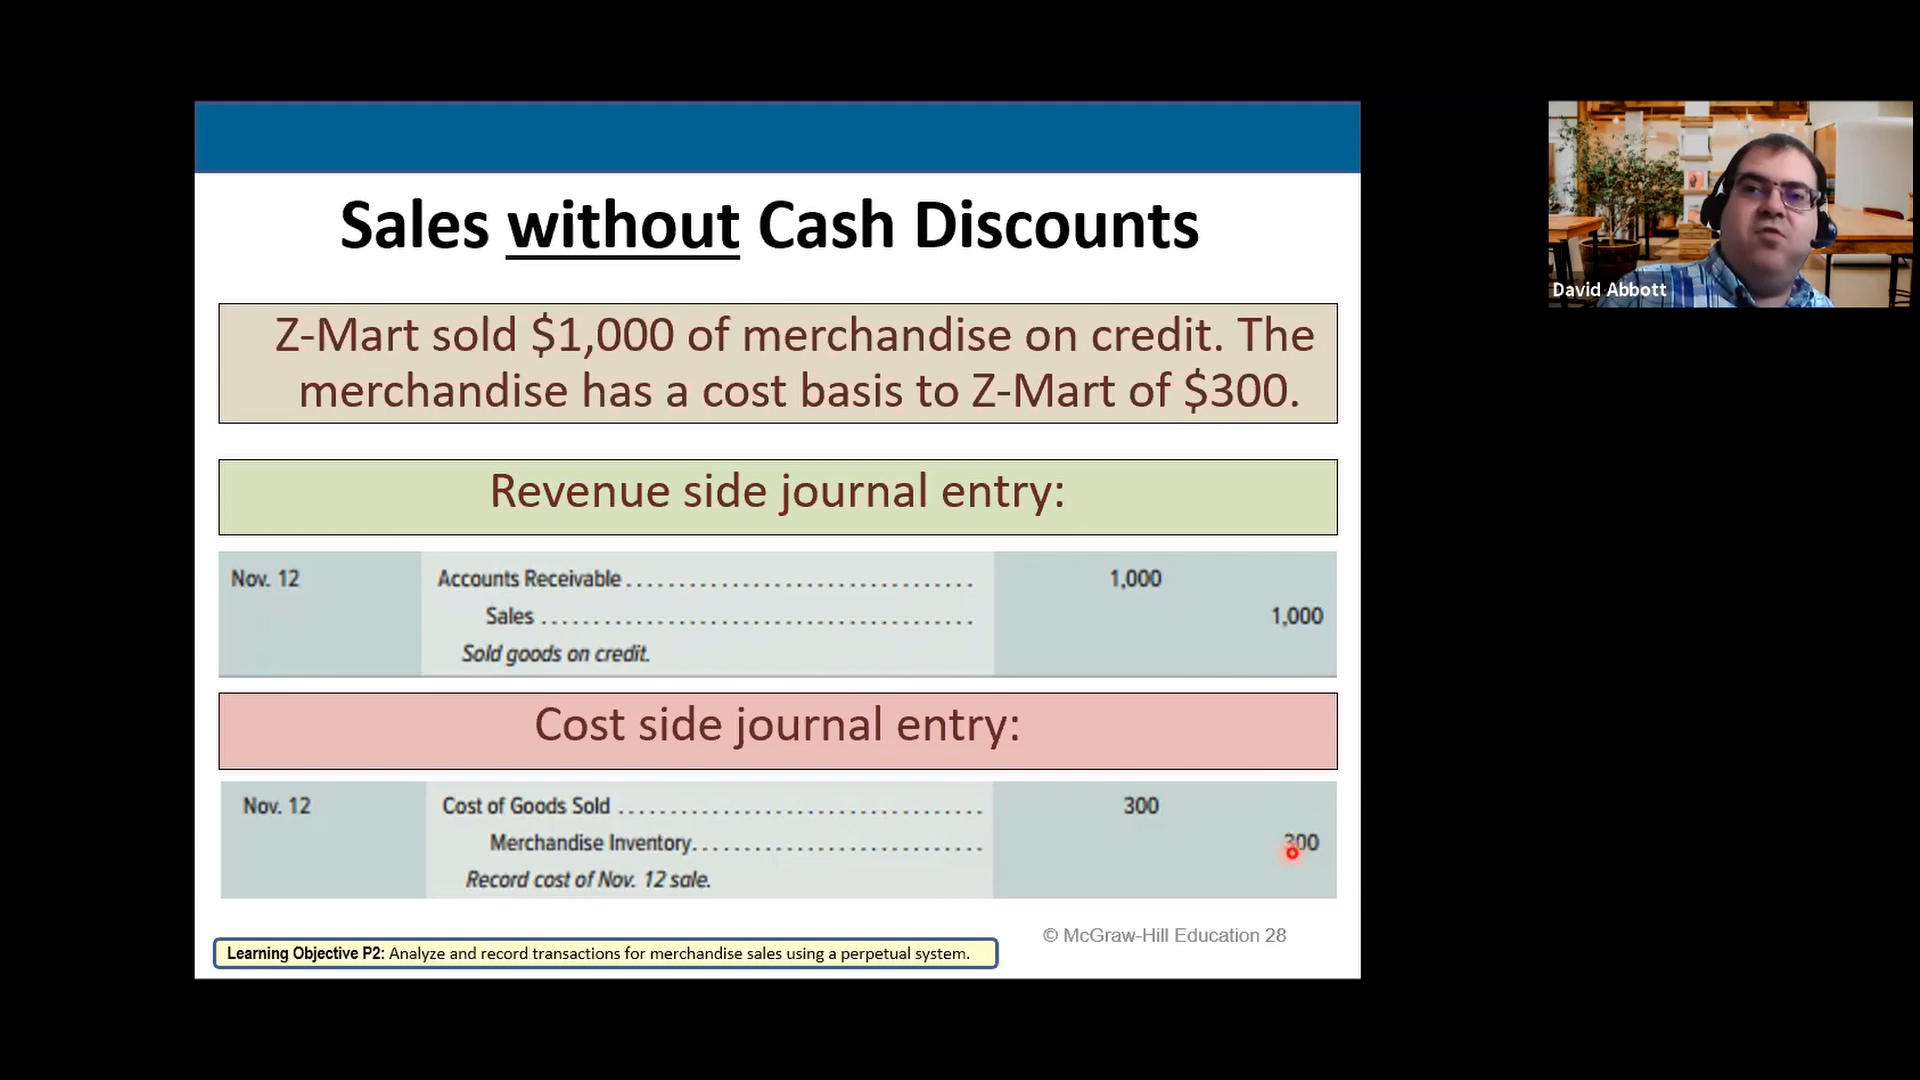 Sales without Cash Discounts
Z-Mart sold $1,000 of merchandise on credit. The
merchandise has a cost basis to Z-Mart of $300.
Revenue side journal entry:
Nov. 12 Accounts Receivable 1,000
Sales 1,000
Sold goods on credit.
Cost side journal entry:
Nov. 12 Cost of Goods Sold 300
Merchandise Inventory 300
Record cost of Nov. 12 sale.
© McGraw-Hill Education 28
Learning Objective P2: Analyze and record transactions for merchandise sales using a perpetual system.
David Abbott